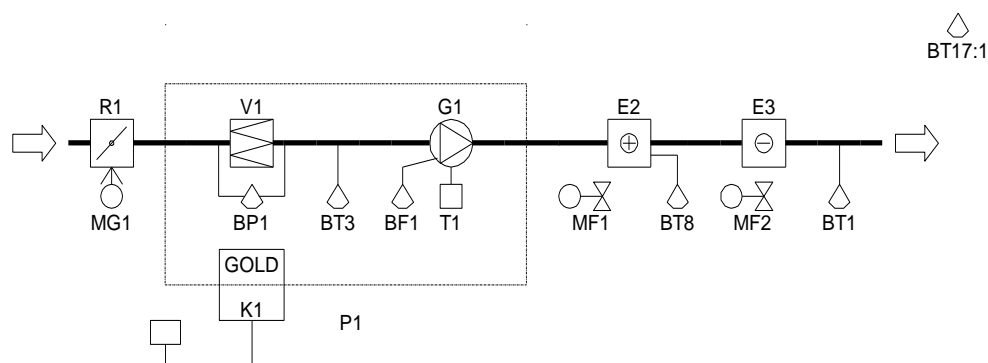 BT17:1
R1
V1
G1
E2
E3
MG1
BP1
BT3
BF1
T1
MF1
BT8
MF2
BT1
GOLD
K1
P1